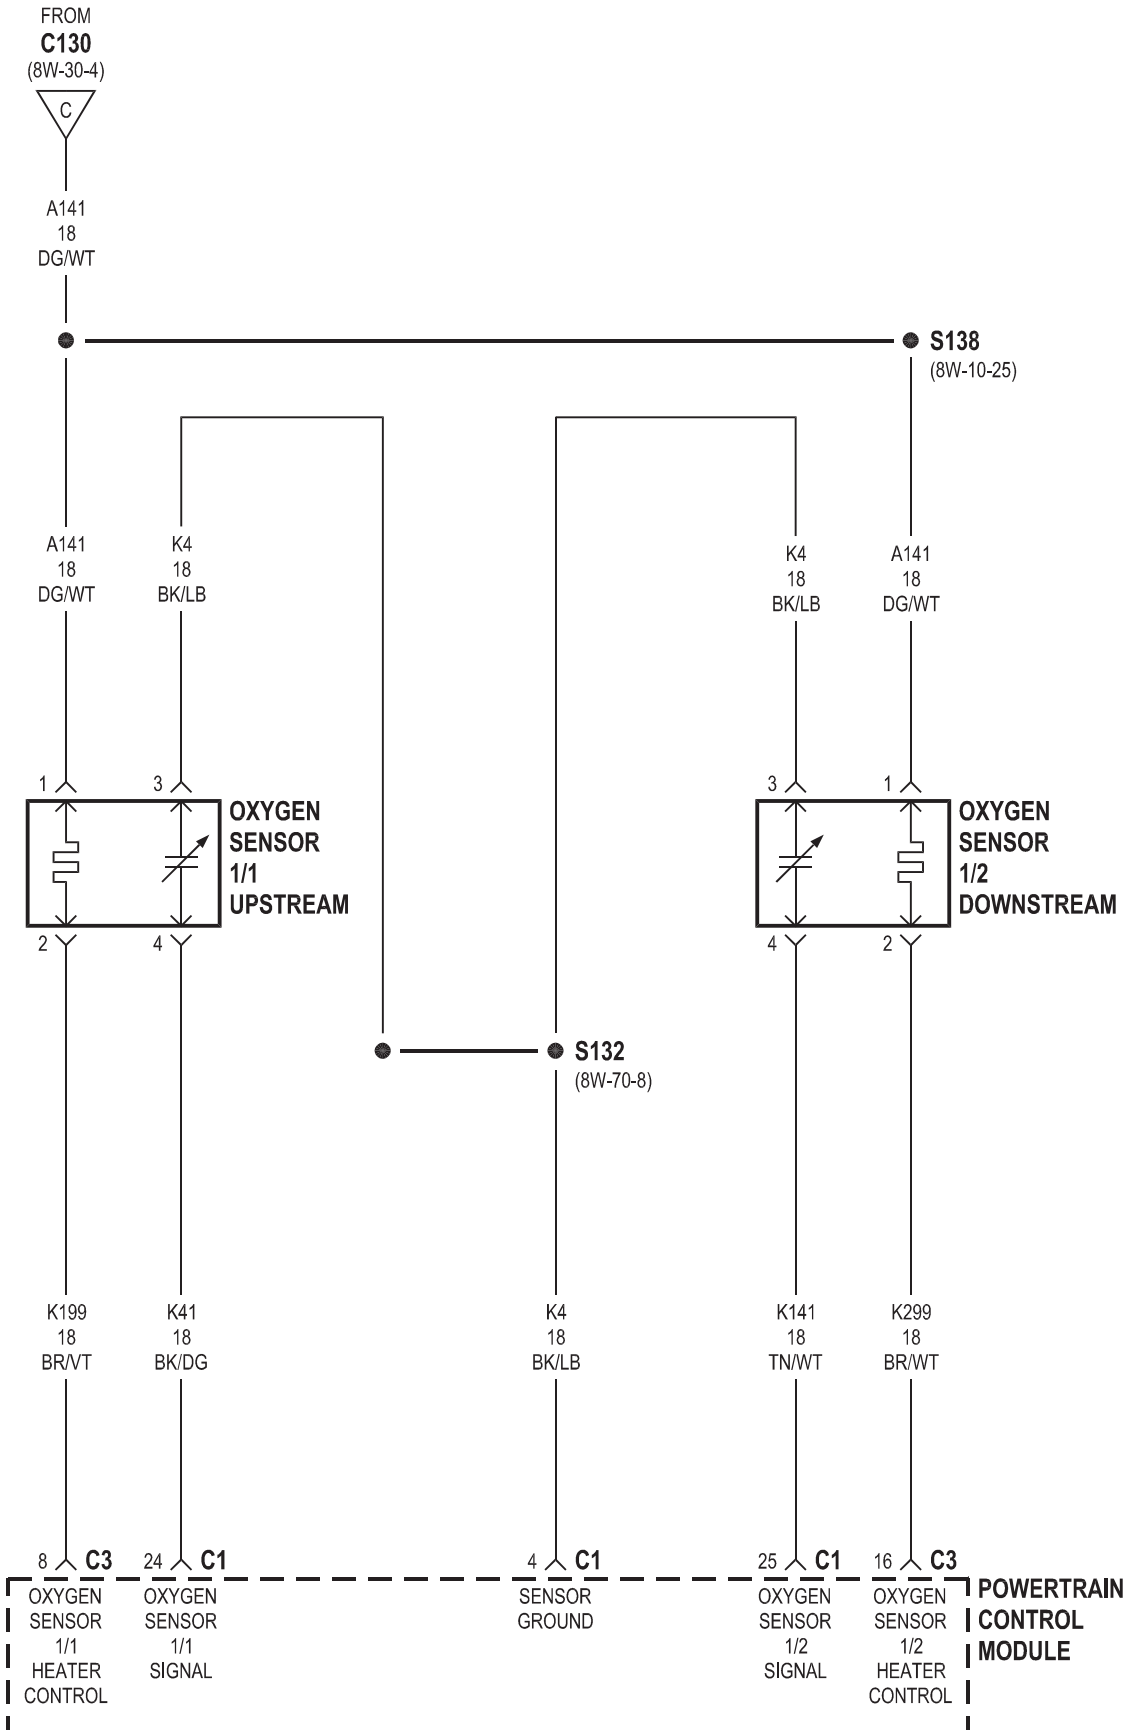 FROM
C130
(8W-30-4)
C
A141
18
DG/WT
S138
(8W-10-25)
A141
18
DG/WT
K4
18
BK/LB
K4
18
BK/LB
A141
18
DG/WT
1
3
OXYGEN
SENSOR
1/1
UPSTREAM
2
4
3
1
OXYGEN
SENSOR
1/2
DOWNSTREAM
4
2
S132
(8W-70-8)
K199
18
BR/VT
K41
18
BK/DG
K4
18
BK/LB
K141
18
TN/WT
K299
18
BR/WT
8 C3
24 C1
4 C1
25 C1
16 C3
OXYGEN
SENSOR
1/1
HEATER
CONTROL
OXYGEN
SENSOR
1/1
SIGNAL
SENSOR
GROUND
OXYGEN
SENSOR
1/2
SIGNAL
OXYGEN
SENSOR
1/2
HEATER
CONTROL
POWERTRAIN
CONTROL
MODULE